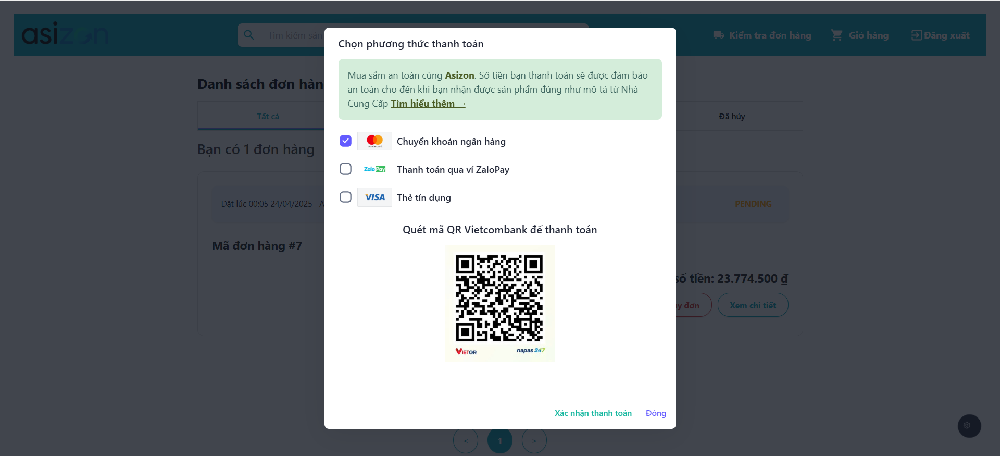 asizon
Tìm kiếm sản
Kiểm tra đơn hàng
Giỏ hàng
Đăng xuất
Danh sách đơn hàng
Tất cả
Đã hủy
Bạn có 1 đơn hàng
Đặt lúc 00:05 24/04/2025
PENDING
Mã đơn hàng #7
số tiền: 23.774.500 ₫
đơn
Xem chi tiết
Chọn phương thức thanh toán
Mua sắm an toàn cùng Asizon. Số tiền bạn thanh toán sẽ được đảm bảo
an toàn cho đến khi bạn nhận được sản phẩm đúng như mô tả từ Nhà
Cung Cấp Tìm hiểu thêm →
mastercard
Chuyển khoản ngân hàng
ZaloPay
Thanh toán qua ví ZaloPay
VISA
Thẻ tín dụng
Quét mã QR Vietcombank để thanh toán
VIETQR
napas 247
Xác nhận thanh toán
Đóng
< 1 >